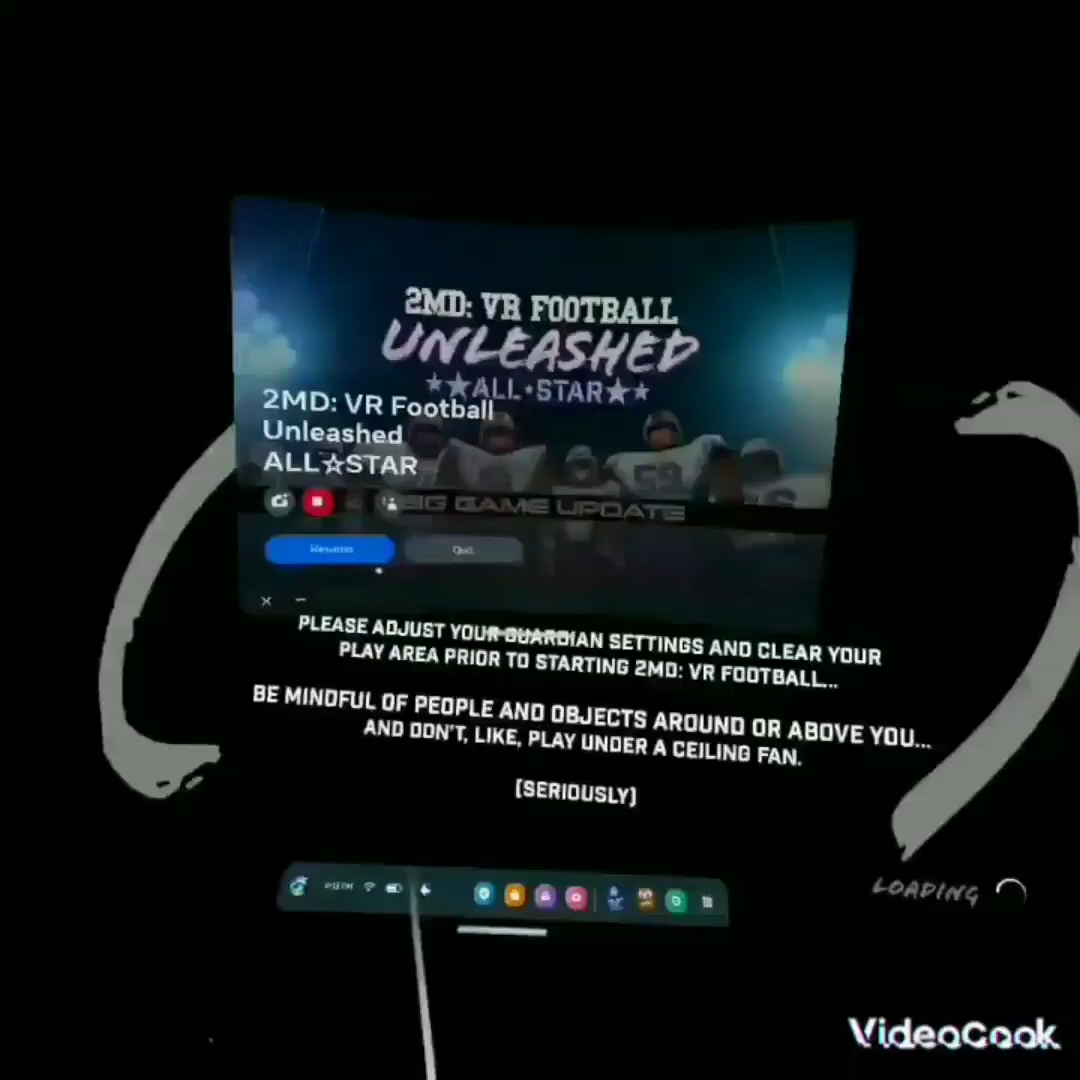 2MD: VR FOOTBALL
UNLEASHED
★★ALL★STAR★★
2MD: VR Football
Unleashed
ALL☆STAR
BIG GAME UPDATE
Resume
Quit
PLEASE ADJUST YOUR GUARDIAN SETTINGS AND CLEAR YOUR
PLAY AREA PRIOR TO STARTING 2MD: VR FOOTBALL...
BE MINDFUL OF PEOPLE AND OBJECTS AROUND OR ABOVE YOU...
AND DON'T, LIKE, PLAY UNDER A CEILING FAN.
(SERIOUSLY)
LOADING
VideoCook